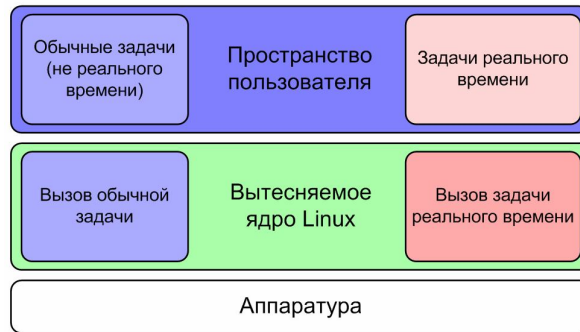 Обычные задачи
(не реального
времени)
Пространство
пользователя
Задачи реального
времени
Вызов обычной
задачи
Вытесняемое
ядро Linux
Вызов задачи
реального времени
Аппаратура